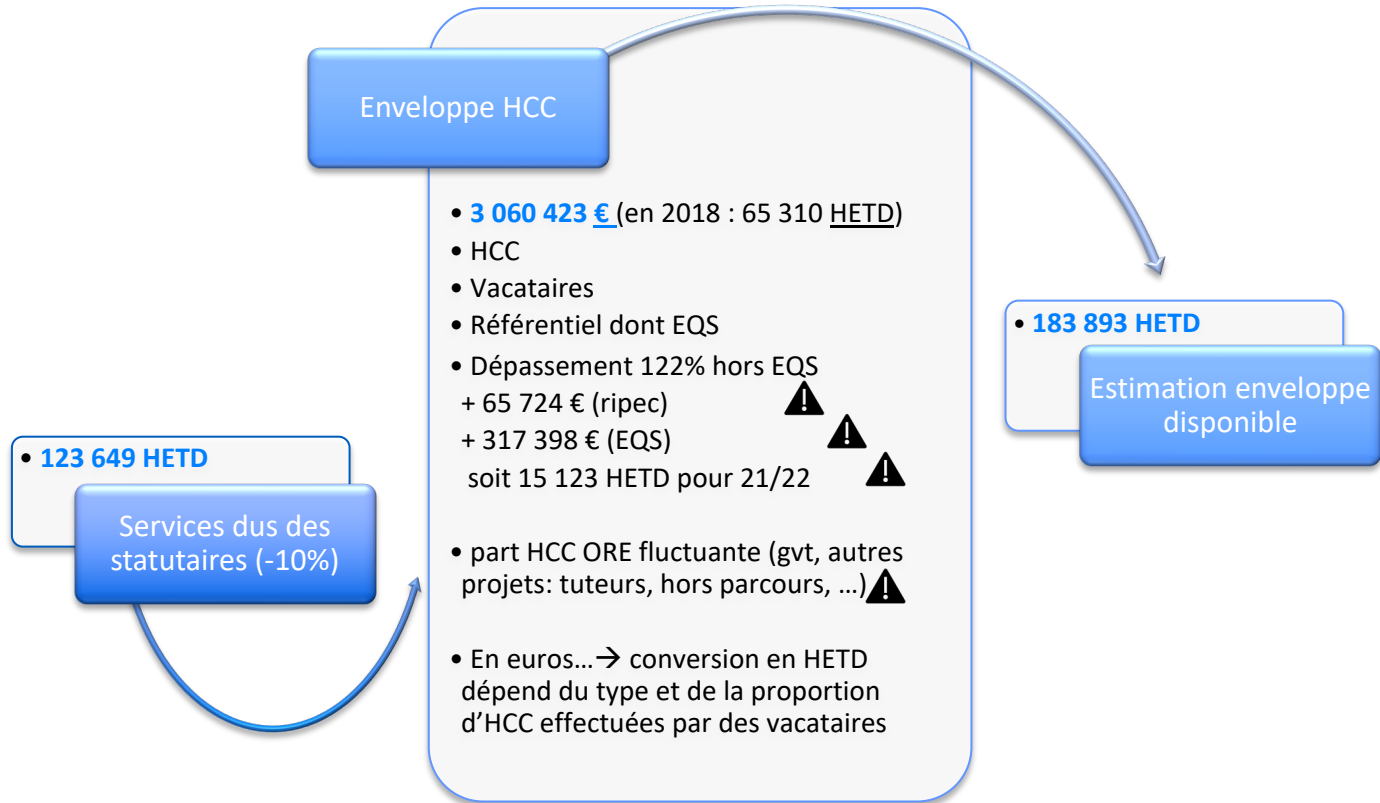 Enveloppe HCC
• 3 060 423 € (en 2018 : 65 310 HETD)
• HCC
• Vacataires
• Référentiel dont EQS
• Dépassement 122% hors EQS
+ 65 724 € (ripec)
+ 317 398 € (EQS)
soit 15 123 HETD pour 21/22
• part HCC ORE fluctuante (gvt, autres
projets: tuteurs, hors parcours, …)
• En euros…→ conversion en HETD
dépend du type et de la proportion
d’HCC effectuées par des vacataires
• 123 649 HETD
Services dus des
statutaires (-10%)
• 183 893 HETD
Estimation enveloppe
disponible